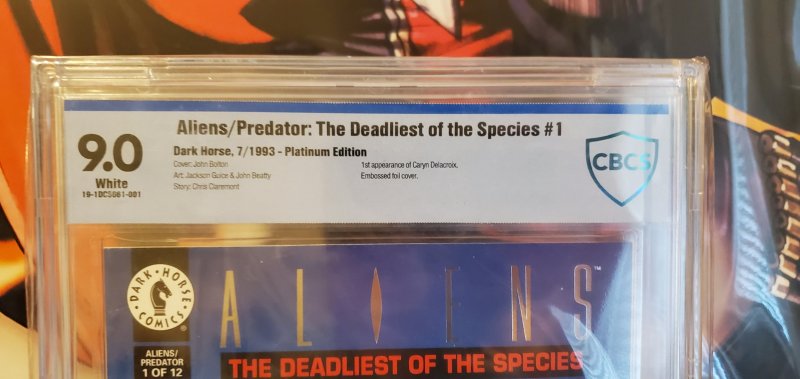 Aliens/Predator: The Deadliest of the Species #1
9.0
White
19-1DC5D61-001
Dark Horse, 7/1993 - Platinum Edition
Cover: John Bolton
Art: Jackson Guice & John Beatty
Story: Chris Claremont
1st appearance of Caryn Delacroix.
Embossed foil cover.
CBCS
DARK HORSE COMICS
®
ALIENS™
ALIENS/
PREDATOR
1 OF 12
THE DEADLIEST OF THE SPECIES